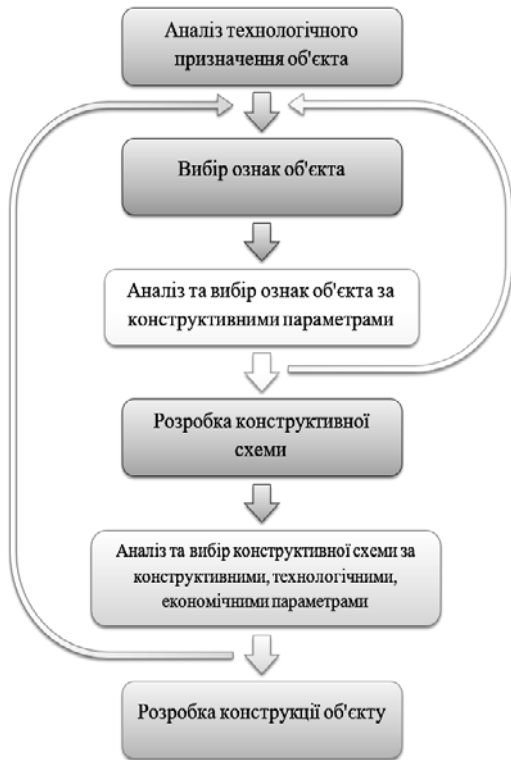 Аналіз технологічного
призначення об'єкта
Вибір ознак об'єкта
Аналіз та вибір ознак об'єкта за
конструктивними параметрами
Розробка конструктивної
схеми
Аналіз та вибір конструктивної схеми за
конструктивними, технологічними,
економічними параметрами
Розробка конструкції об'єкту